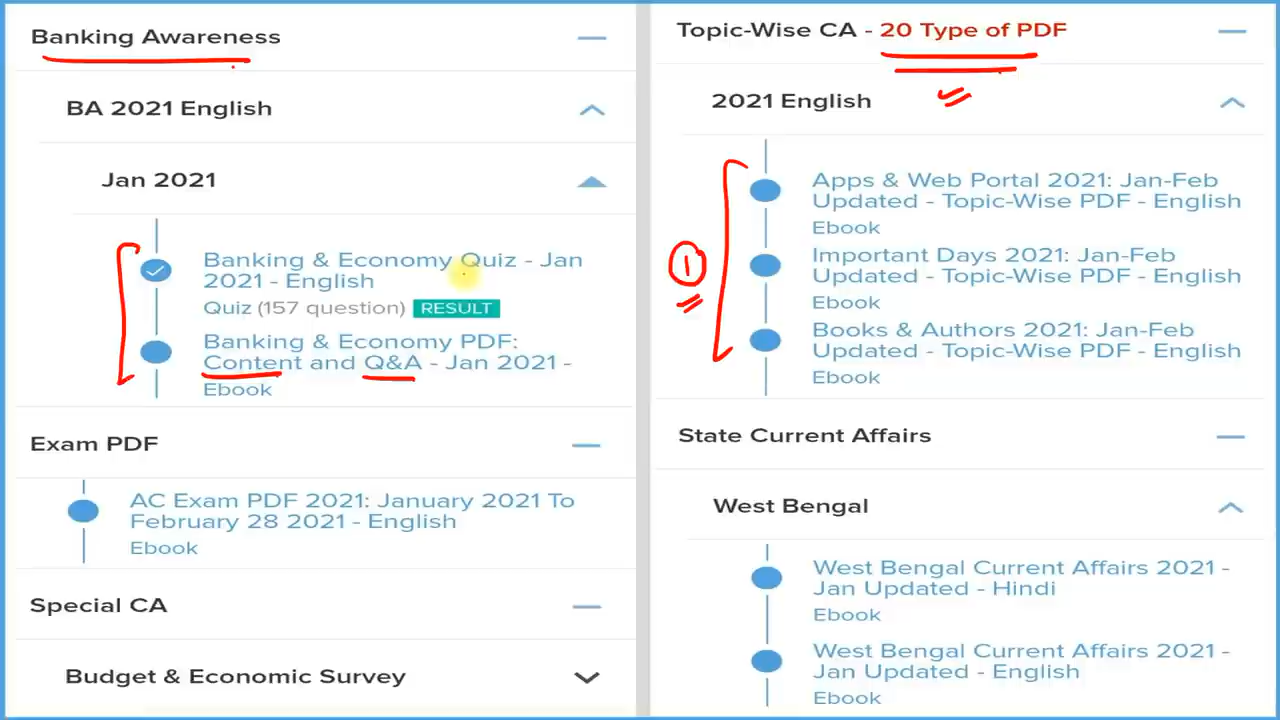 Banking Awareness
BA 2021 English
Jan 2021
Banking & Economy Quiz - Jan
2021 - English
Quiz (157 question) RESULT
Banking & Economy PDF:
Content and Q&A - Jan 2021 -
Ebook
Exam PDF
AC Exam PDF 2021: January 2021 To
February 28 2021 - English
Ebook
Special CA
Budget & Economic Survey
Topic-Wise CA - 20 Type of PDF
2021 English
Apps & Web Portal 2021: Jan-Feb
Updated - Topic-Wise PDF - English
Ebook
1
Important Days 2021: Jan-Feb
Updated - Topic-Wise PDF - English
Ebook
Books & Authors 2021: Jan-Feb
Updated - Topic-Wise PDF - English
Ebook
State Current Affairs
West Bengal
West Bengal Current Affairs 2021 -
Jan Updated - Hindi
Ebook
West Bengal Current Affairs 2021 -
Jan Updated - English
Ebook